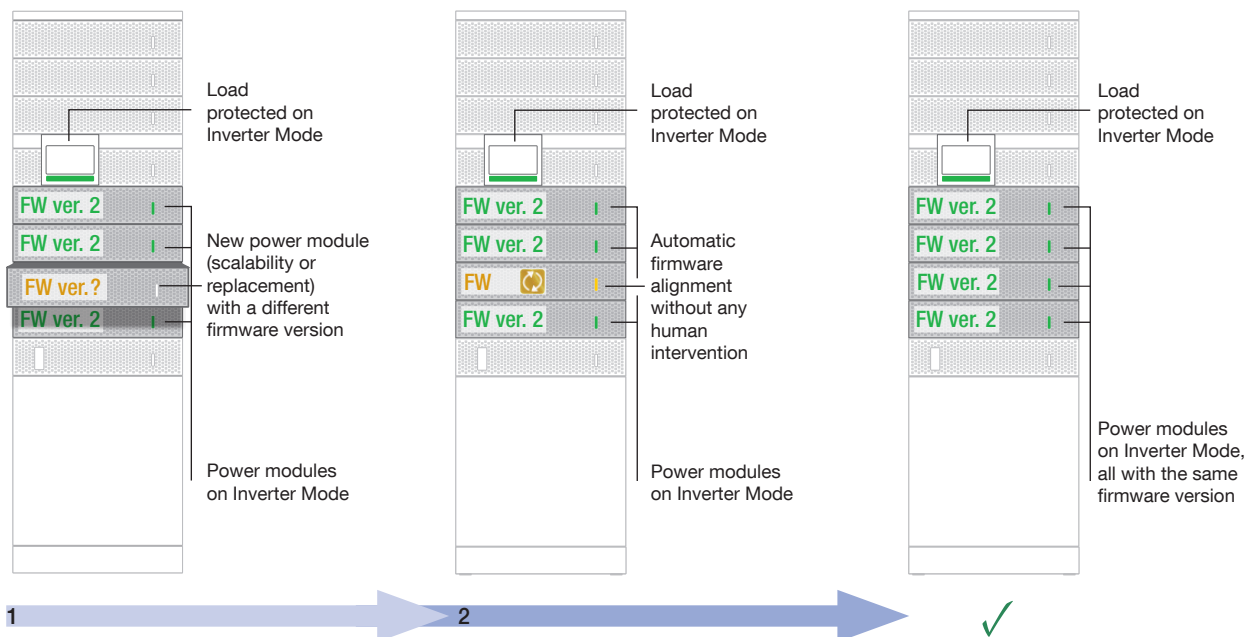 Load
protected on
Inverter Mode
FW ver. 2
FW ver. 2
FW ver.?
FW ver. 2
New power module
(scalability or
replacement)
with a different
firmware version
Power modules
on Inverter Mode
1
Load
protected on
Inverter Mode
FW ver. 2
FW ver. 2
FW
FW ver. 2
Automatic
firmware
alignment
without any
human
intervention
Power modules
on Inverter Mode
2
Load
protected on
Inverter Mode
FW ver. 2
FW ver. 2
FW ver. 2
FW ver. 2
Power modules
on Inverter Mode,
all with the same
firmware version